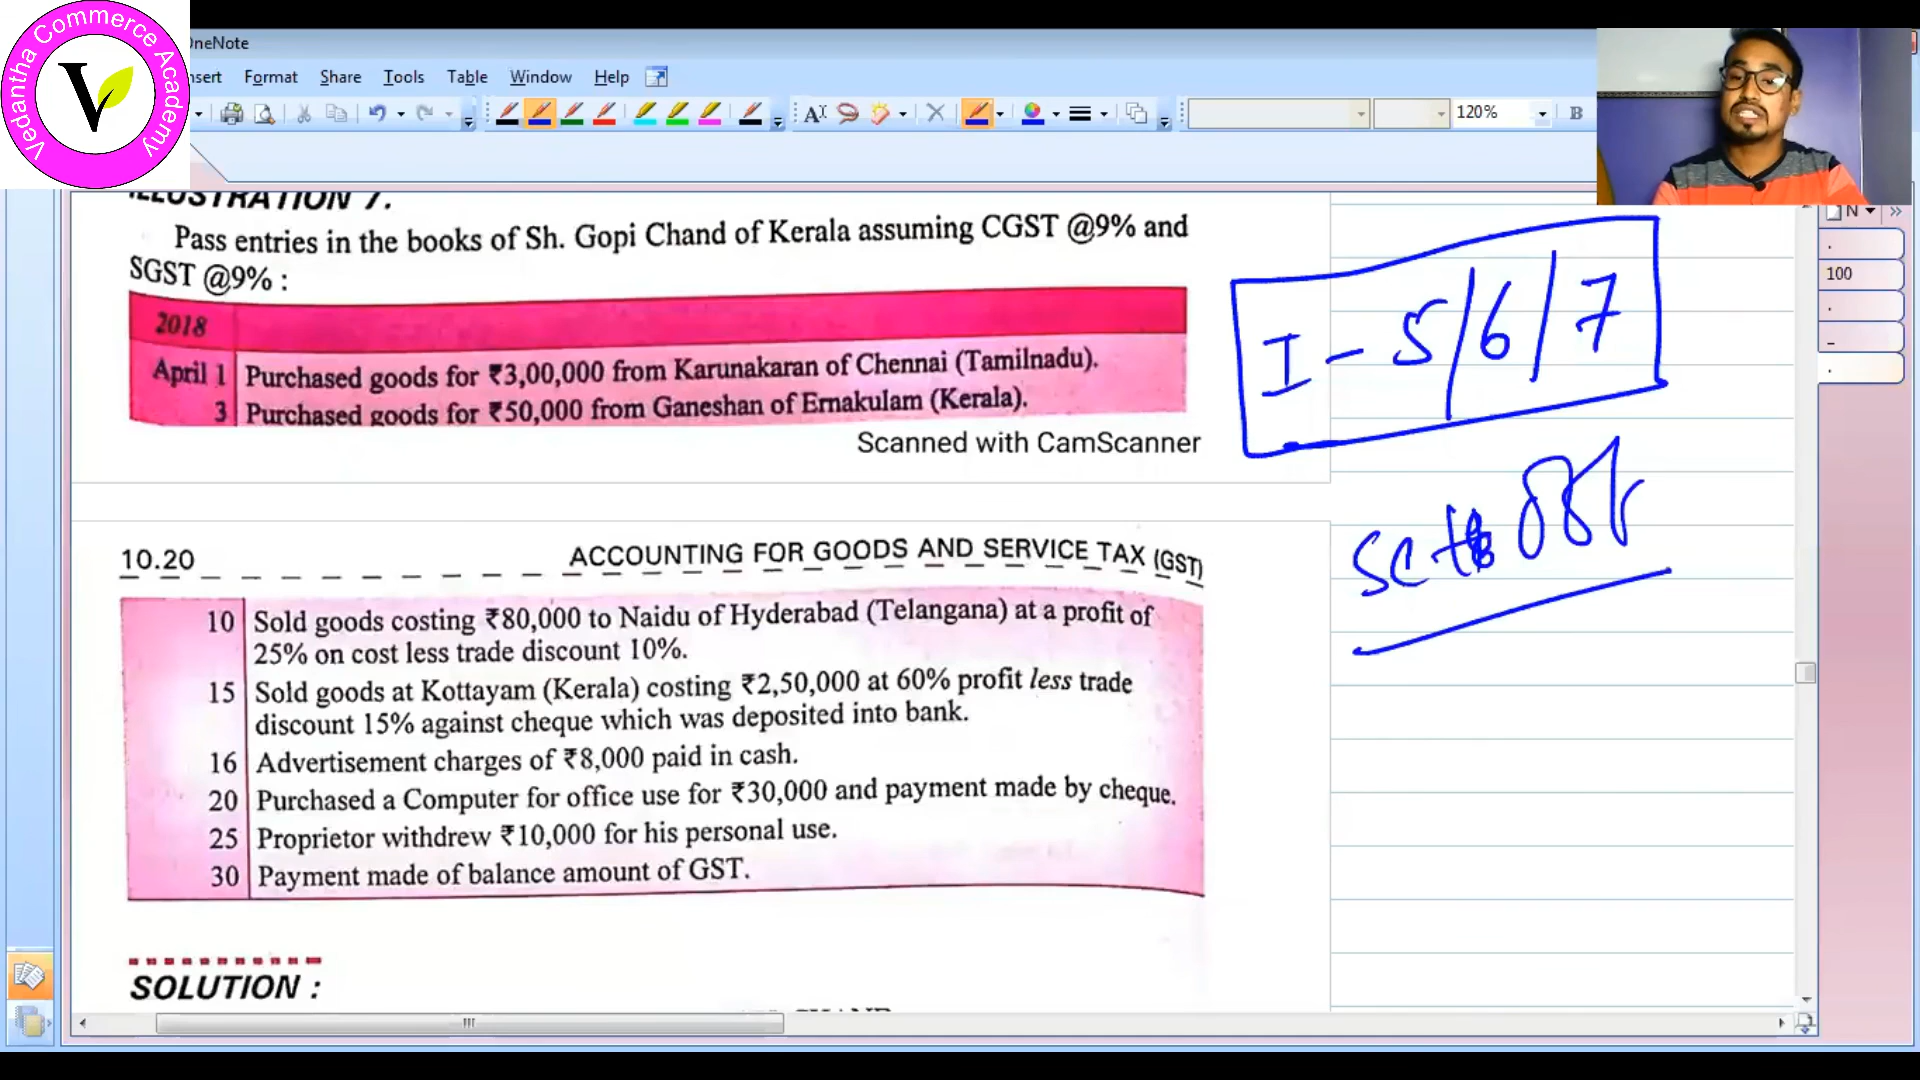 Vedantha Commerce Academy
V
OneNote
nsert Format Share Tools Table Window Help
120% B
N
100
ILLUSTRATION 7.
Pass entries in the books of Sh. Gopi Chand of Kerala assuming CGST @9% and
SGST @9% :
2018
April 1 Purchased goods for ₹3,00,000 from Karunakaran of Chennai (Tamilnadu).
3 Purchased goods for ₹50,000 from Ganeshan of Ernakulam (Kerala).
Scanned with CamScanner
I - 5/6/7
10.20 ACCOUNTING FOR GOODS AND SERVICE TAX (GST)
10 Sold goods costing ₹80,000 to Naidu of Hyderabad (Telangana) at a profit of
25% on cost less trade discount 10%.
15 Sold goods at Kottayam (Kerala) costing ₹2,50,000 at 60% profit less trade
discount 15% against cheque which was deposited into bank.
16 Advertisement charges of ₹8,000 paid in cash.
20 Purchased a Computer for office use for ₹30,000 and payment made by cheque.
25 Proprietor withdrew ₹10,000 for his personal use.
30 Payment made of balance amount of GST.
SOLUTION :